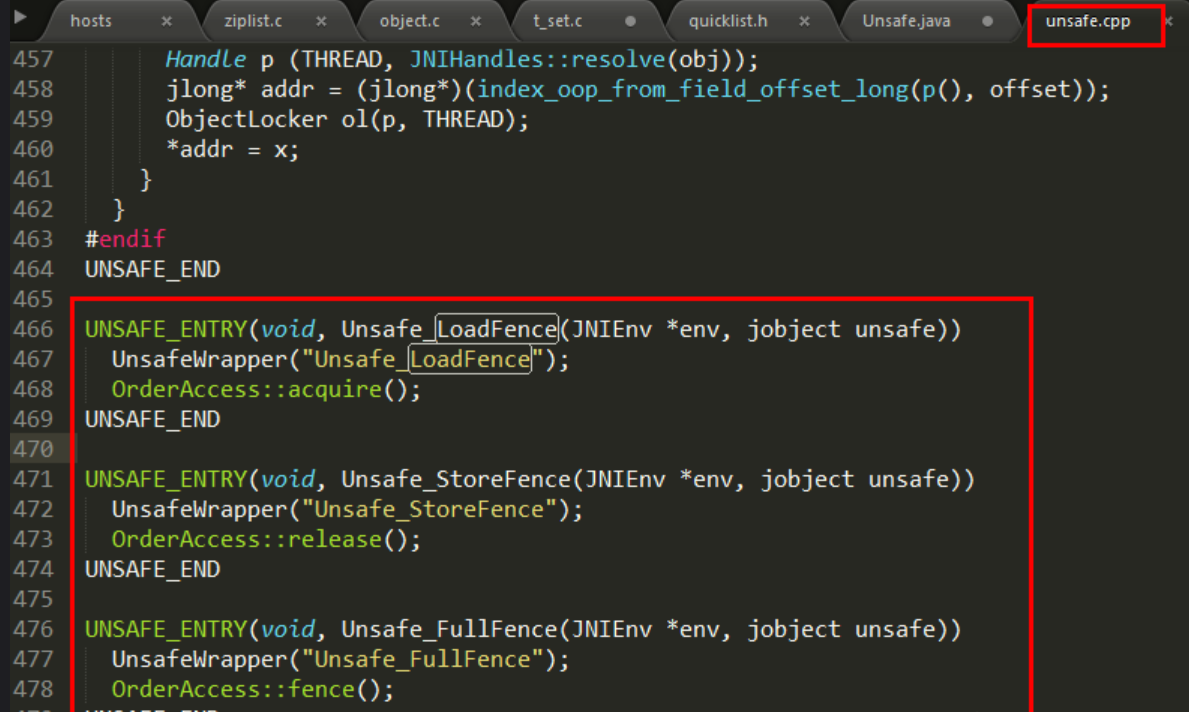 hosts × ziplist.c × object.c × t_set.c quicklist.h × Unsafe.java unsafe.cpp ×
457 Handle p (THREAD, JNIHandles::resolve(obj));
458 jlong* addr = (jlong*)(index_oop_from_field_offset_long(p(), offset));
459 ObjectLocker ol(p, THREAD);
460 *addr = x;
461 }
462 }
463 #endif
464 UNSAFE_END
465
466 UNSAFE_ENTRY(void, Unsafe_LoadFence(JNIEnv *env, jobject unsafe))
467 UnsafeWrapper("Unsafe_LoadFence");
468 OrderAccess::acquire();
469 UNSAFE_END
470
471 UNSAFE_ENTRY(void, Unsafe_StoreFence(JNIEnv *env, jobject unsafe))
472 UnsafeWrapper("Unsafe_StoreFence");
473 OrderAccess::release();
474 UNSAFE_END
475
476 UNSAFE_ENTRY(void, Unsafe_FullFence(JNIEnv *env, jobject unsafe))
477 UnsafeWrapper("Unsafe_FullFence");
478 OrderAccess::fence();